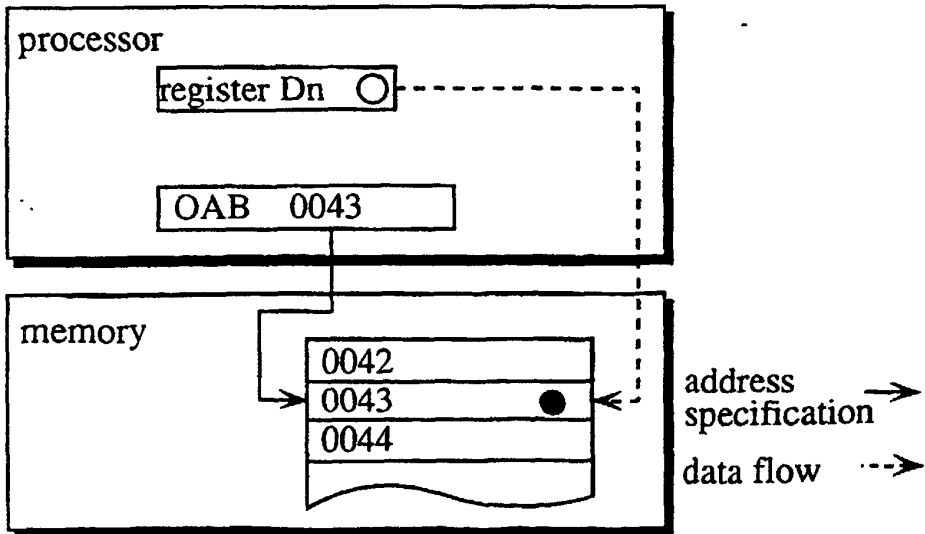 processor
register Dn
OAB 0043
memory
0042
0043
0044
address
specification
data flow